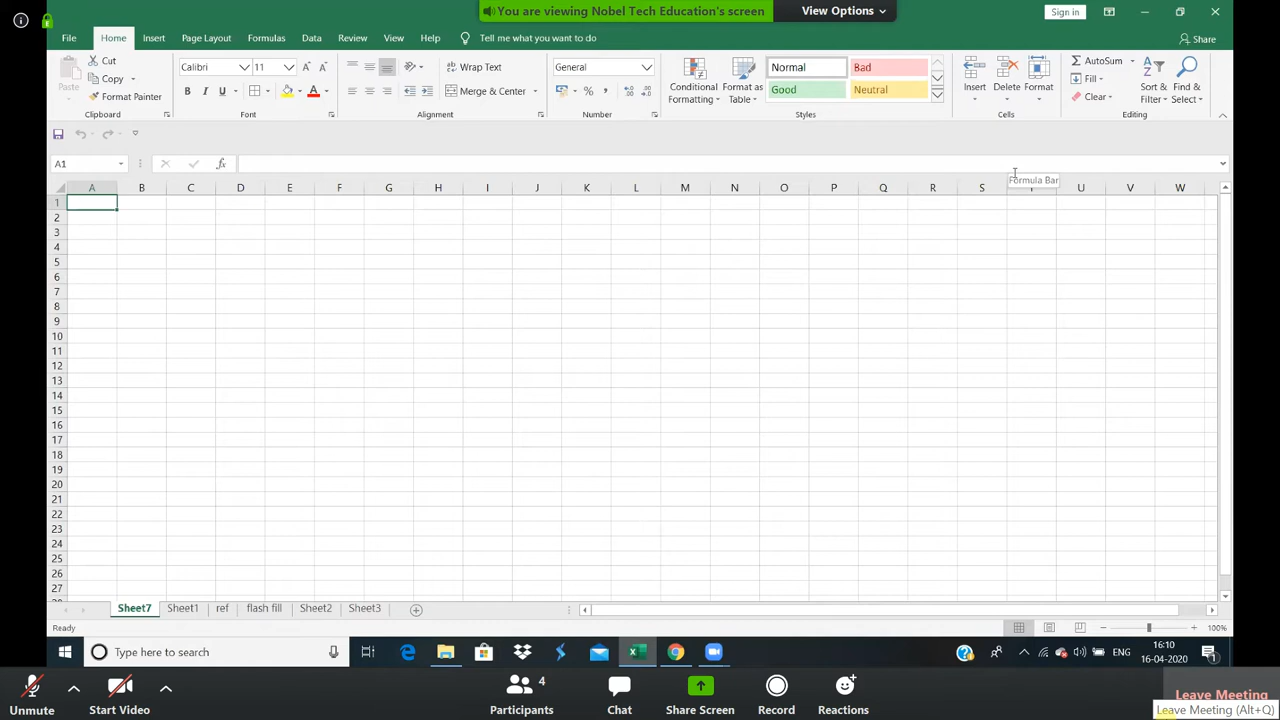 You are viewing Nobel Tech Education's screen
View Options
Sign in
File Home Insert Page Layout Formulas Data Review View Help Tell me what you want to do
Share
Paste
Cut
Copy
Format Painter
Clipboard
Calibri 11
B I U
Font
Wrap Text
Merge & Center
Alignment
General
Number
Conditional Formatting
Format as Table
Normal Bad
Good Neutral
Styles
Insert Delete Format
Cells
AutoSum
Fill
Clear
Sort & Filter
Find & Select
Editing
A1
fx
Formula Bar
A B C D E F G H I J K L M N O P Q R S U V W
1
2
3
4
5
6
7
8
9
10
11
12
13
14
15
16
17
18
19
20
21
22
23
24
25
26
27
Sheet7 Sheet1 ref flash fill Sheet2 Sheet3
Ready
100%
Type here to search
ENG
16:10
16-04-2020
Unmute
Start Video
4
Participants
Chat
Share Screen
Record
Reactions
Leave Meeting
Leave Meeting (Alt+Q)